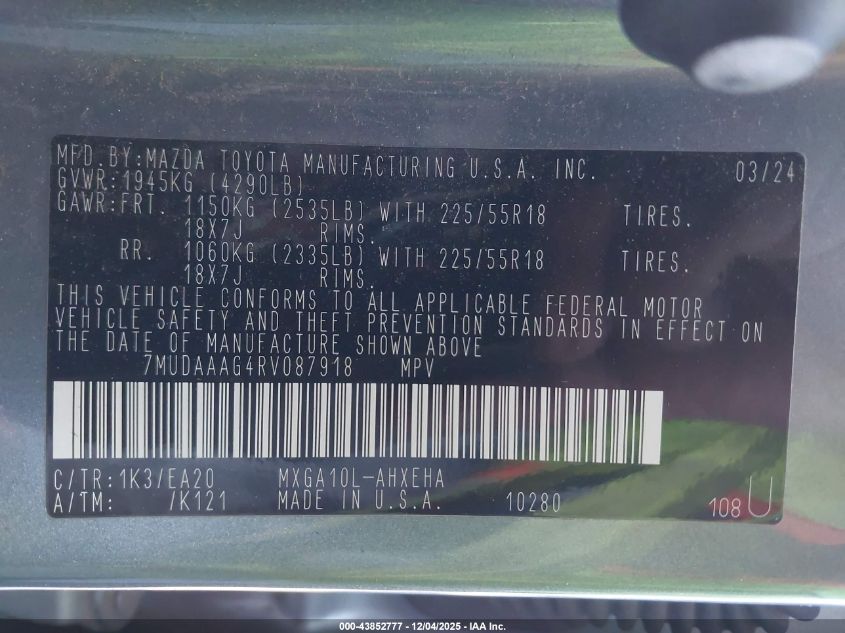 MFD.BY:MAZDA TOYOTA MANUFACTURING U.S.A. INC. 03/24
GVWR:1945KG (4290LB)
GAWR:FRT. 1150KG (2535LB) WITH 225/55R18 TIRES.
18X7J RIMS.
RR. 1060KG (2335LB) WITH 225/55R18 TIRES.
18X7J RIMS.
THIS VEHICLE CONFORMS TO ALL APPLICABLE FEDERAL MOTOR
VEHICLE SAFETY AND THEFT PREVENTION STANDARDS IN EFFECT ON
THE DATE OF MANUFACTURE SHOWN ABOVE
7MUDAAAG4RV087918 MPV
C/TR:1K3/EA20 MXGA10L-AHXEHA
A/TM: /K121 MADE IN U.S.A. 10280 108U
000-43852777 - 12/04/2025 - IAA Inc.